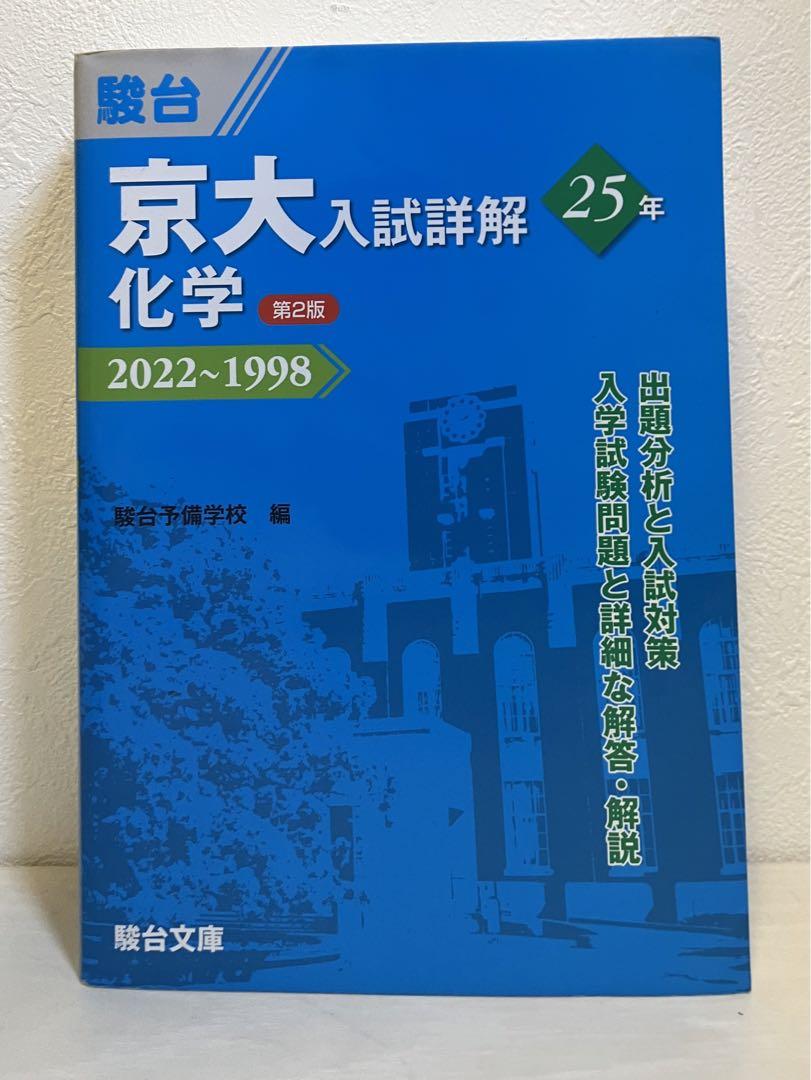 駿台
京大入試詳解 25年
化学 第2版
2022~1998
出題分析と入試対策
入学試験問題と詳細な解答・解説
駿台予備学校 編
駿台文庫